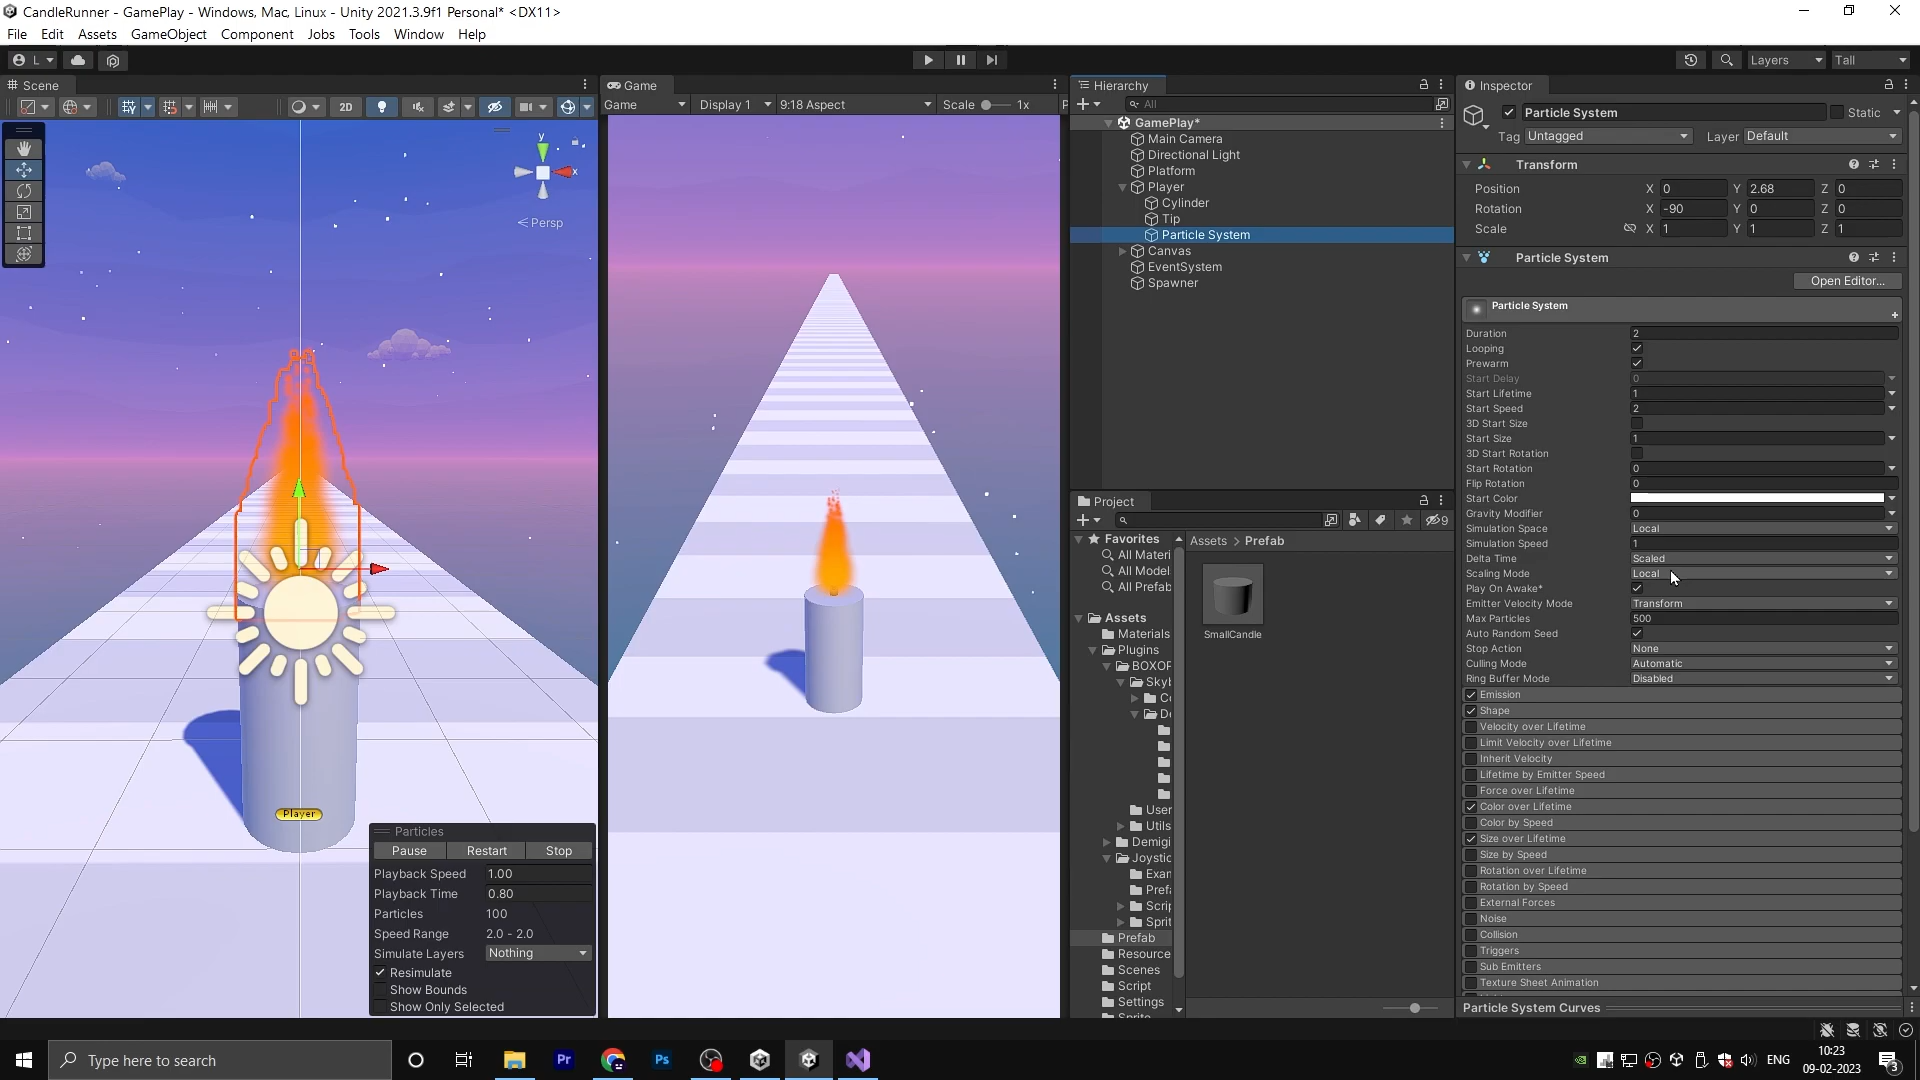 CandleRunner - GamePlay - Windows, Mac, Linux - Unity 2021.3.9f1 Personal* <DX11>
File Edit Assets GameObject Component Jobs Tools Window Help
L
Layers
Tall
Scene
2D
y
x
Persp
Player
Particles
Pause Restart Stop
Playback Speed 1.00
Playback Time 0.80
Particles 100
Speed Range 2.0 - 2.0
Simulate Layers Nothing
Resimulate
Show Bounds
Show Only Selected
Game
Game Display 1 9:18 Aspect Scale 1x
Hierarchy
All
GamePlay*
Main Camera
Directional Light
Platform
Player
Cylinder
Tip
Particle System
Canvas
EventSystem
Spawner
Project
9
Favorites
All Materi
All Model
All Prefab
Assets
Materials
Plugins
BOXOP
Skyb
Demigi
Joystic
Exar
Prefa
Scrip
Sprit
User
Utils
Prefab
Resource
Scenes
Script
Settings
Assets > Prefab
SmallCandle
Inspector
Particle System Static
Tag Untagged Layer Default
Transform
Position X 0 Y 2.68 Z 0
Rotation X -90 Y 0 Z 0
Scale X 1 Y 1 Z 1
Particle System
Open Editor...
Particle System
Duration 2
Looping
Prewarm
Start Delay 0
Start Lifetime 1
Start Speed 2
3D Start Size
Start Size 1
3D Start Rotation
Start Rotation 0
Flip Rotation 0
Start Color
Gravity Modifier 0
Simulation Space Local
Simulation Speed 1
Delta Time Scaled
Scaling Mode Local
Play On Awake*
Emitter Velocity Mode Transform
Max Particles 500
Auto Random Seed
Stop Action None
Culling Mode Automatic
Ring Buffer Mode Disabled
Emission
Shape
Velocity over Lifetime
Limit Velocity over Lifetime
Inherit Velocity
Lifetime by Emitter Speed
Force over Lifetime
Color over Lifetime
Color by Speed
Size over Lifetime
Size by Speed
Rotation over Lifetime
Rotation by Speed
External Forces
Noise
Collision
Triggers
Sub Emitters
Texture Sheet Animation
Particle System Curves
Type here to search
Pr
Ps
ENG
10:23
09-02-2023
3